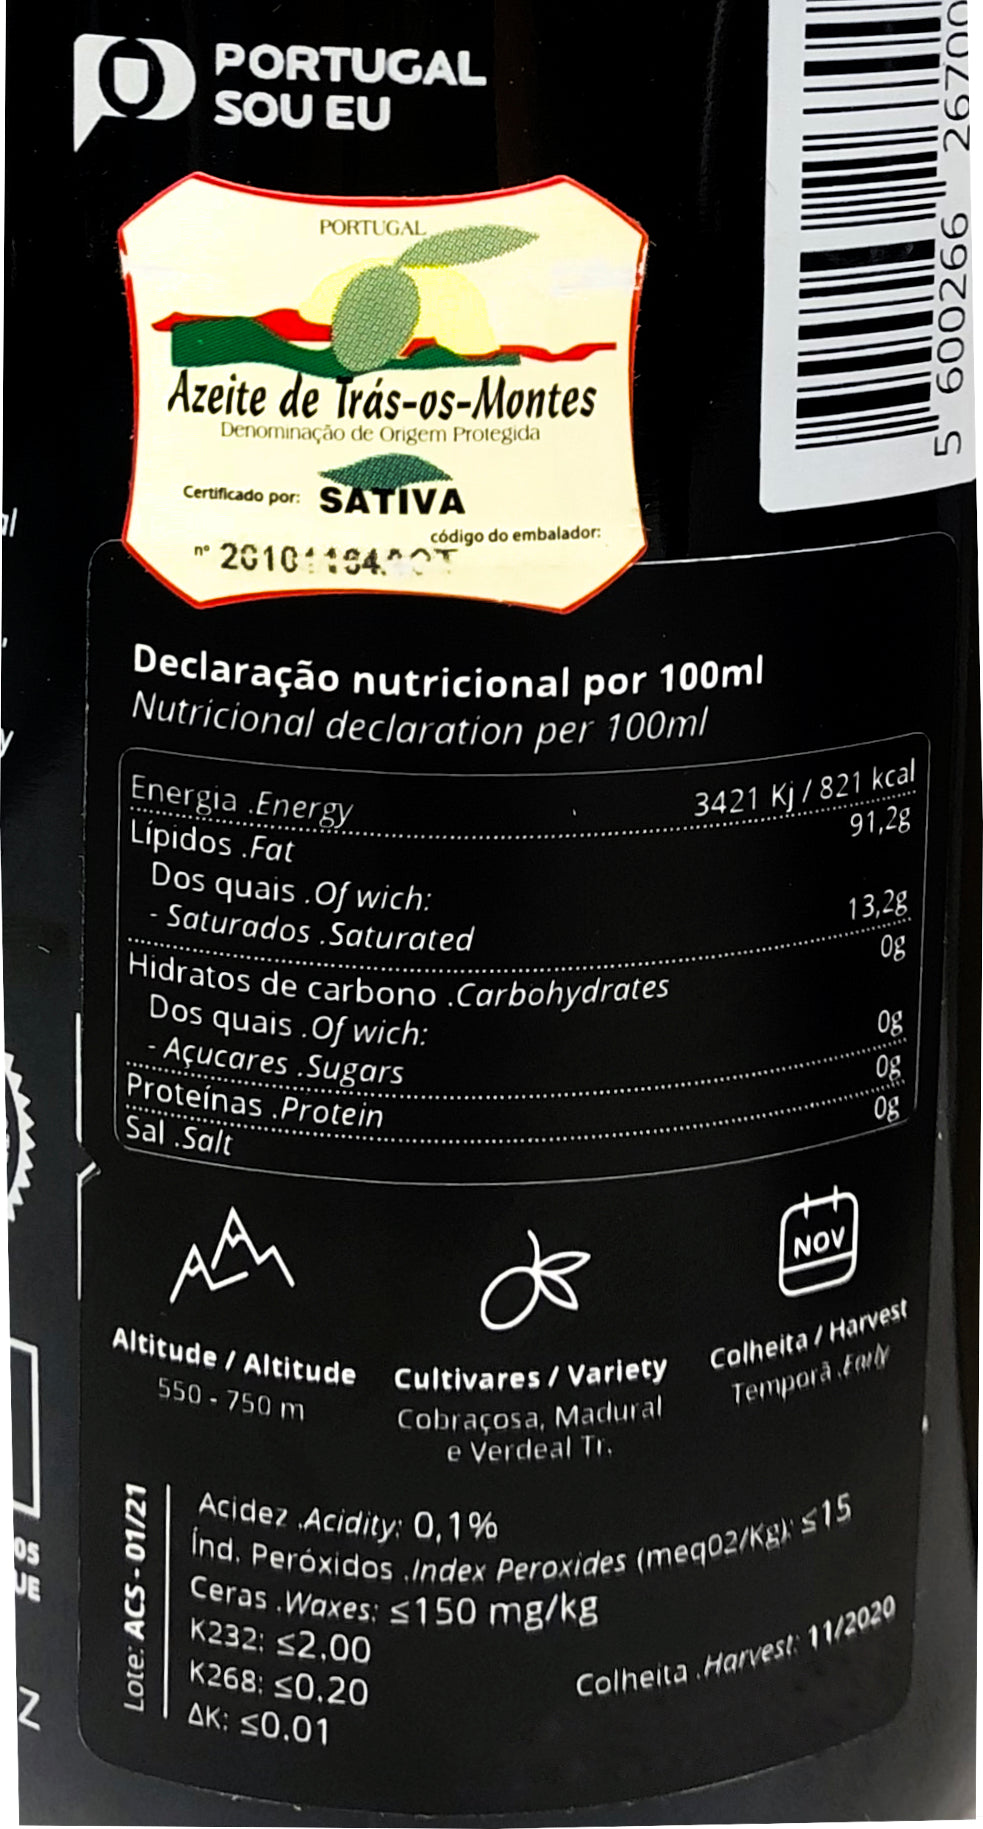 PORTUGAL
SOU EU
PORTUGAL
Azeite de Trás-os-Montes
Denominação de Origem Protegida
Certificado por: SATIVA
código do embalador:
nº
5 600266 26700
Declaração nutricional por 100ml
Nutricional declaration per 100ml
Energia .Energy 3421 Kj / 821 kcal
Lípidos .Fat 91,2g
Dos quais .Of wich:
- Saturados .Saturated 13,2g
Hidratos de carbono .Carbohydrates 0g
Dos quais .Of wich:
- Açucares .Sugars 0g
Proteínas .Protein 0g
Sal .Salt 0g
NOV
Altitude / Altitude
550 - 750 m
Cultivares / Variety
Cobraçosa, Madural
e Verdeal Tr.
Colheita / Harvest
Temporã .Early
Lote: ACS - 01/21
Acidez .Acidity: 0,1%
Índ. Peróxidos .Index Peroxides (meqO2/Kg): ≤15
Ceras .Waxes: ≤150 mg/kg
K232: ≤2.00
K268: ≤0.20
ΔK: ≤0.01
Colheita .Harvest: 11/2020